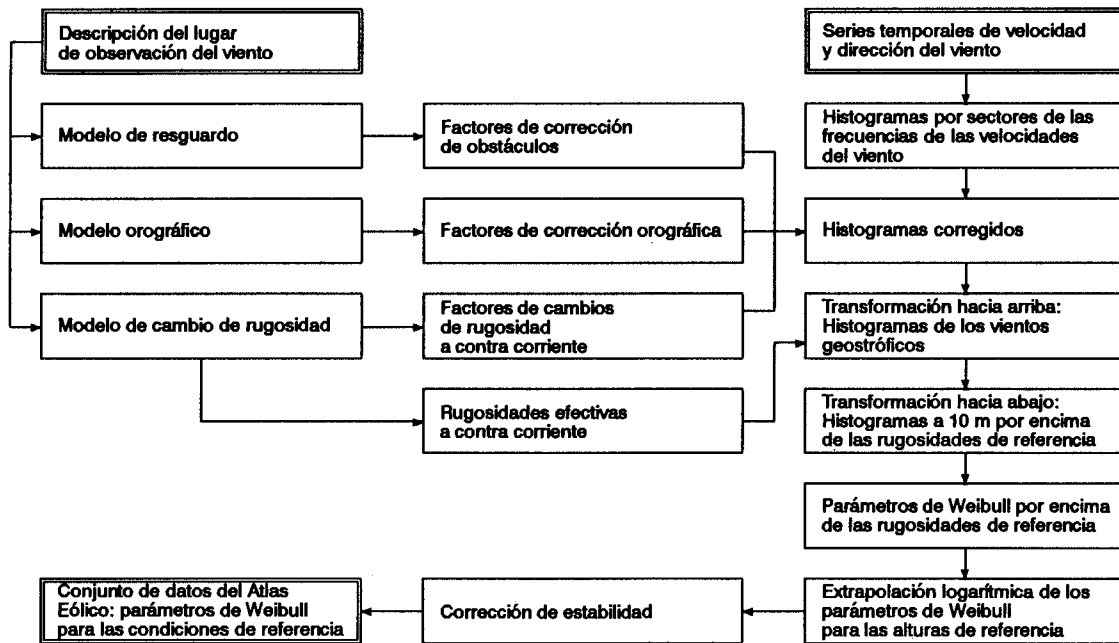 Descripción del lugar
de observación del viento
Series temporales de velocidad
y dirección del viento
Modelo de resguardo
Factores de corrección
de obstáculos
Histogramas por sectores de las
frecuencias de las velocidades
del viento
Modelo orográfico
Factores de corrección orográfica
Histogramas corregidos
Modelo de cambio de rugosidad
Factores de cambios
de rugosidad
a contra corriente
Transformación hacia arriba:
Histogramas de los vientos
geostróficos
Rugosidades efectivas
a contra corriente
Transformación hacia abajo:
Histogramas a 10 m por encima
de las rugosidades de referencia
Parámetros de Weibull por encima
de las rugosidades de referencia
Conjunto de datos del Atlas
Eólico: parámetros de Weibull
para las condiciones de referencia
Corrección de estabilidad
Extrapolación logarítmica de los
parámetros de Weibull
para las alturas de referencia